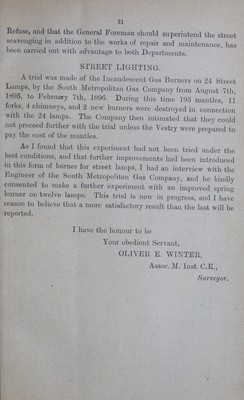 21
Refuse, and that the General Foreman should superintend the street
scavenging in addition to the works of repair and maintenance, has
been carried out with advantage to both Departments.
STREET LIGHTING.
A trial was made of the Incandescent Gas Burners on 24 Street
Lamps, by the South Metropolitan Gas Company from August 7th,
1895, to February 7th, 1896. During this time 195 mantles, 11
forks, 4 chimneys, and 2 new burners were destroyed in connection
with the 24 lamps. The Company then intimated that they could
not proceed further with the trial unless the Vestry were prepared to
pay the cost of the mantles.
As I found that this experiment had not been tried under the
best conditions, and that further improvements had been introduced
in this form of burner for street lamps, I had an interview with the
Engineer of the South Metropolitan Gas Company, and he kindly
consented to make a further experiment with an improved spring
burner on twelve lamps. This trial is now in progress, and I have
reason to believe that a more satisfactory result than the last will be
reported.
I have the honour to be
Your obedient Servant,
OLIVER E. WINTER,
Assoc. M. Inst. C.E.,
Surveyor.